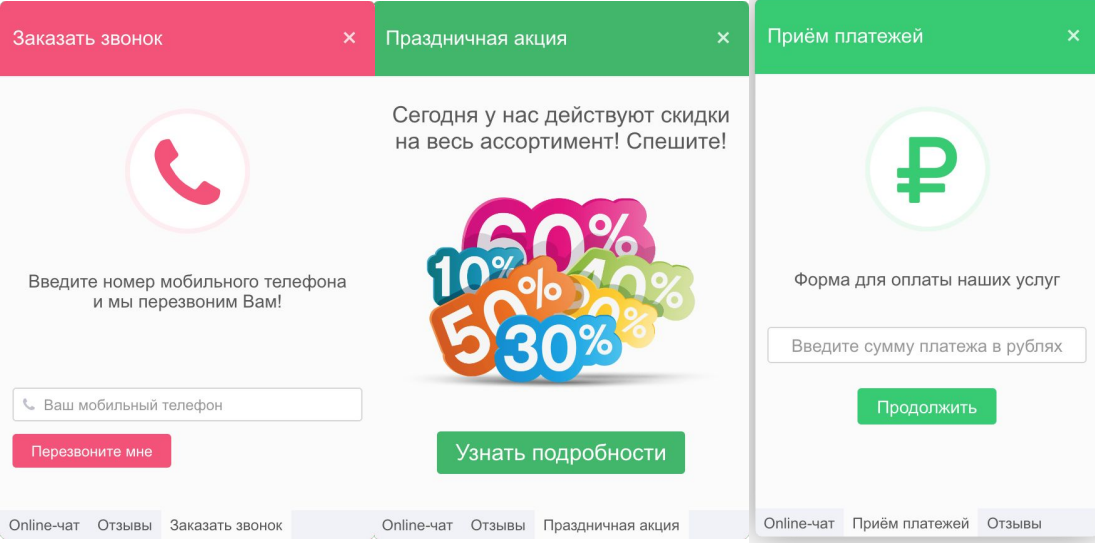 Заказать звонок ×
Введите номер мобильного телефона
и мы перезвоним Вам!
Ваш мобильный телефон
Перезвоните мне
Online-чат Отзывы Заказать звонок
Праздничная акция ×
Сегодня у нас действуют скидки
на весь ассортимент! Спешите!
60%
10%
40%
50%
30%
Узнать подробности
Online-чат Отзывы Праздничная акция
Приём платежей ×
₽
Форма для оплаты наших услуг
Введите сумму платежа в рублях
Продолжить
Online-чат Приём платежей Отзывы